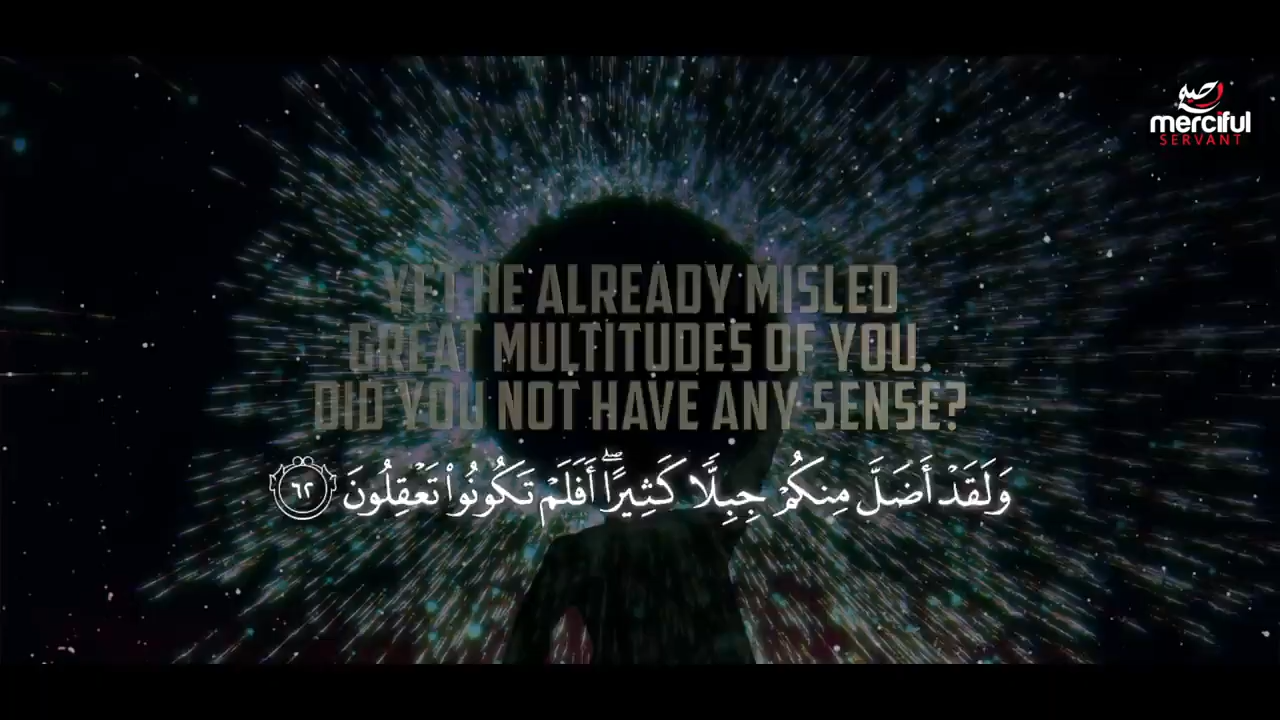 merciful
SERVANT
YET HE ALREADY MISLED
GREAT MULTITUDES OF YOU.
DID YOU NOT HAVE ANY SENSE?
وَلَقَدْ أَضَلَّ مِنكُمْ جِبِلًّا كَثِيرًا ۖ أَفَلَمْ تَكُونُوا۟ تَعْقِلُونَ ٦٢